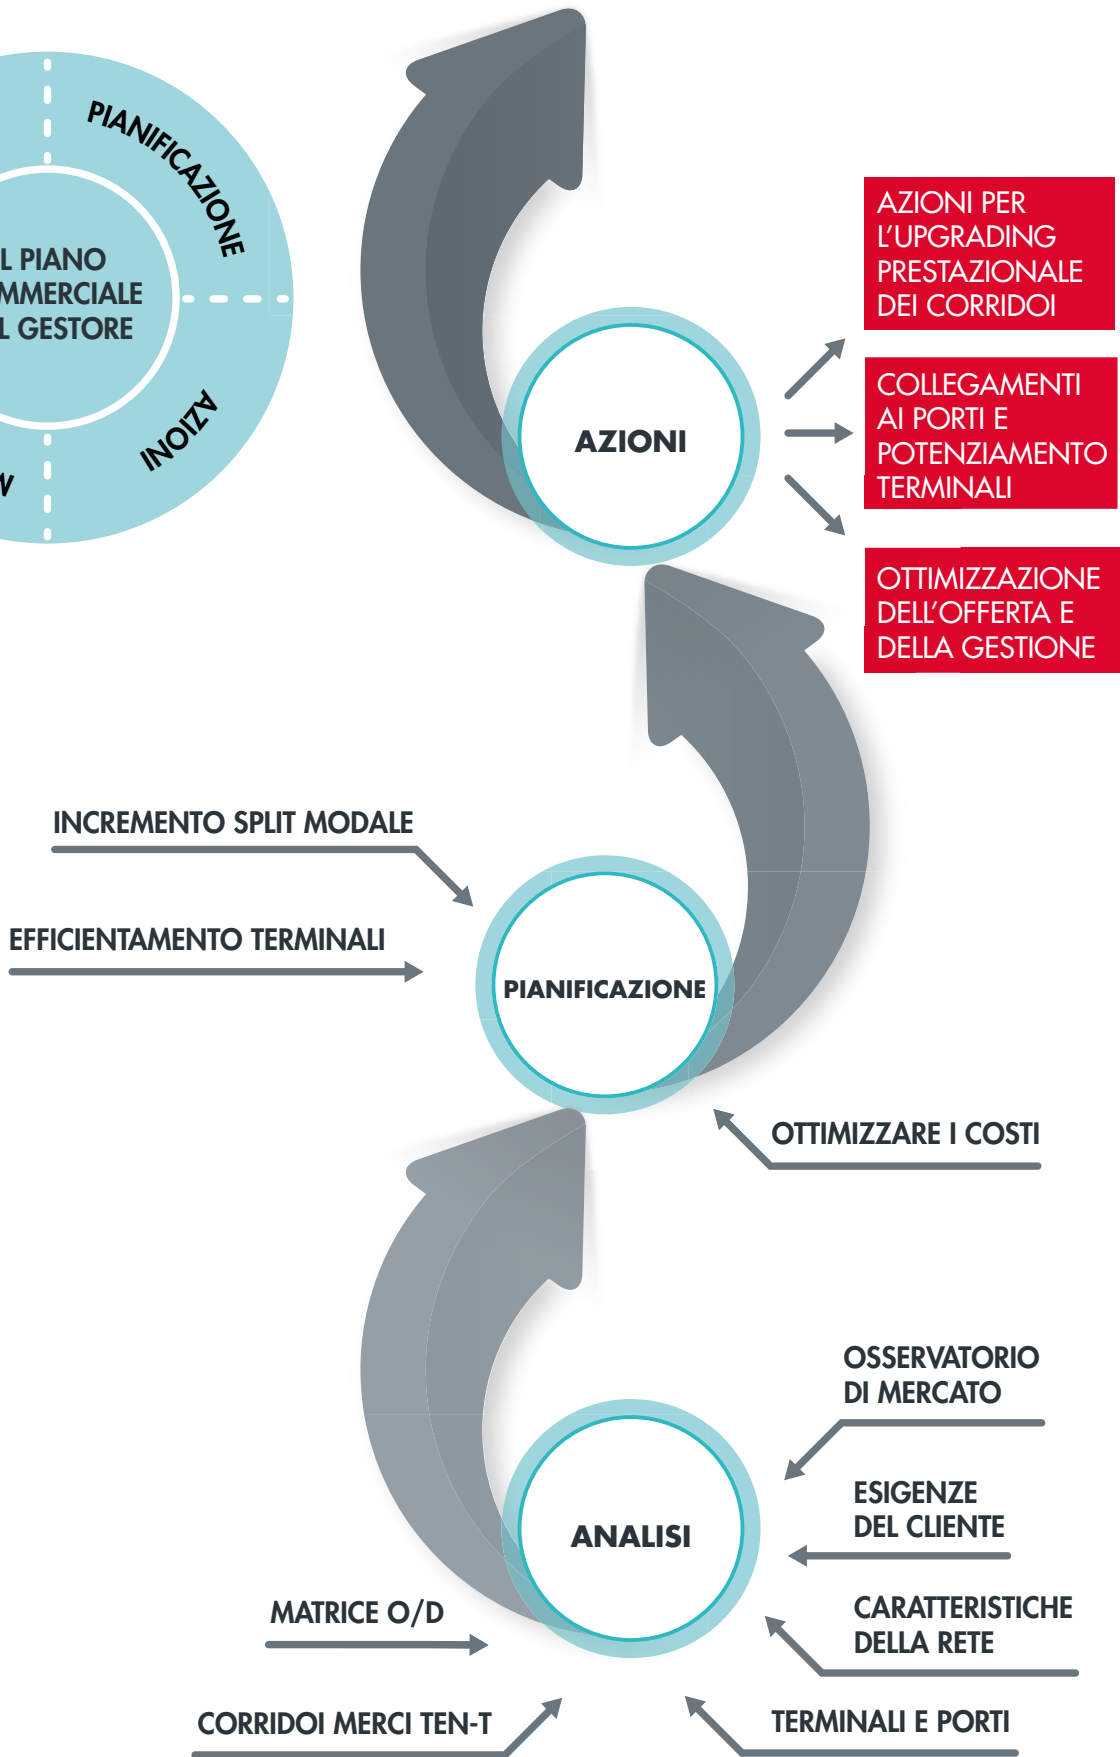 PIANIFICAZIONE
L PIANO
MMERCIALE
L GESTORE
AZIONI
AZIONI
AZIONI PER
L'UPGRADING
PRESTAZIONALE
DEI CORRIDOI
COLLEGAMENTI
AI PORTI E
POTENZIAMENTO
TERMINALI
OTTIMIZZAZIONE
DELL'OFFERTA E
DELLA GESTIONE
INCREMENTO SPLIT MODALE
EFFICIENTAMENTO TERMINALI
PIANIFICAZIONE
OTTIMIZZARE I COSTI
OSSERVATORIO
DI MERCATO
ESIGENZE
DEL CLIENTE
ANALISI
MATRICE O/D
CARATTERISTICHE
DELLA RETE
CORRIDOI MERCI TEN-T
TERMINALI E PORTI